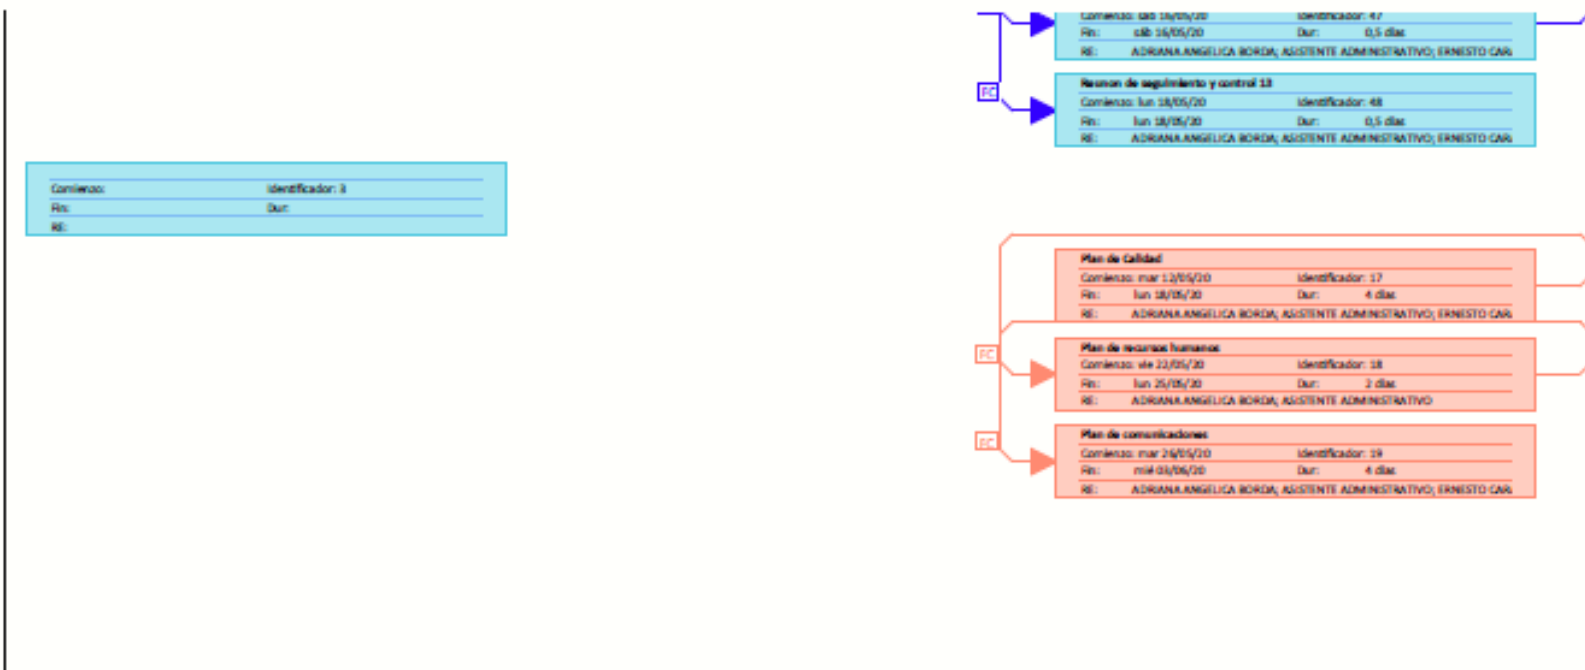 Comienzo: sáb 16/05/20 Identificador: 47
Fin: sáb 16/05/20 Dur: 0,5 días
RE: ADRIANA ANGELICA BORDA; ASISTENTE ADMINISTRATIVO; ERNESTO CAR
FC
Reunion de seguimiento y control 13
Comienzo: lun 18/05/20 Identificador: 48
Fin: lun 18/05/20 Dur: 0,5 días
RE: ADRIANA ANGELICA BORDA; ASISTENTE ADMINISTRATIVO; ERNESTO CAR
Comienzo: Identificador: 3
Fin: Dur:
RE:
Plan de Calidad
Comienzo: mar 12/05/20 Identificador: 17
Fin: lun 18/05/20 Dur: 4 días
RE: ADRIANA ANGELICA BORDA; ASISTENTE ADMINISTRATIVO; ERNESTO CAR
FC
Plan de recursos humanos
Comienzo: vie 22/05/20 Identificador: 18
Fin: lun 25/05/20 Dur: 2 días
RE: ADRIANA ANGELICA BORDA; ASISTENTE ADMINISTRATIVO
FC
Plan de comunicaciones
Comienzo: mar 26/05/20 Identificador: 19
Fin: mié 03/06/20 Dur: 4 días
RE: ADRIANA ANGELICA BORDA; ASISTENTE ADMINISTRATIVO; ERNESTO CAR